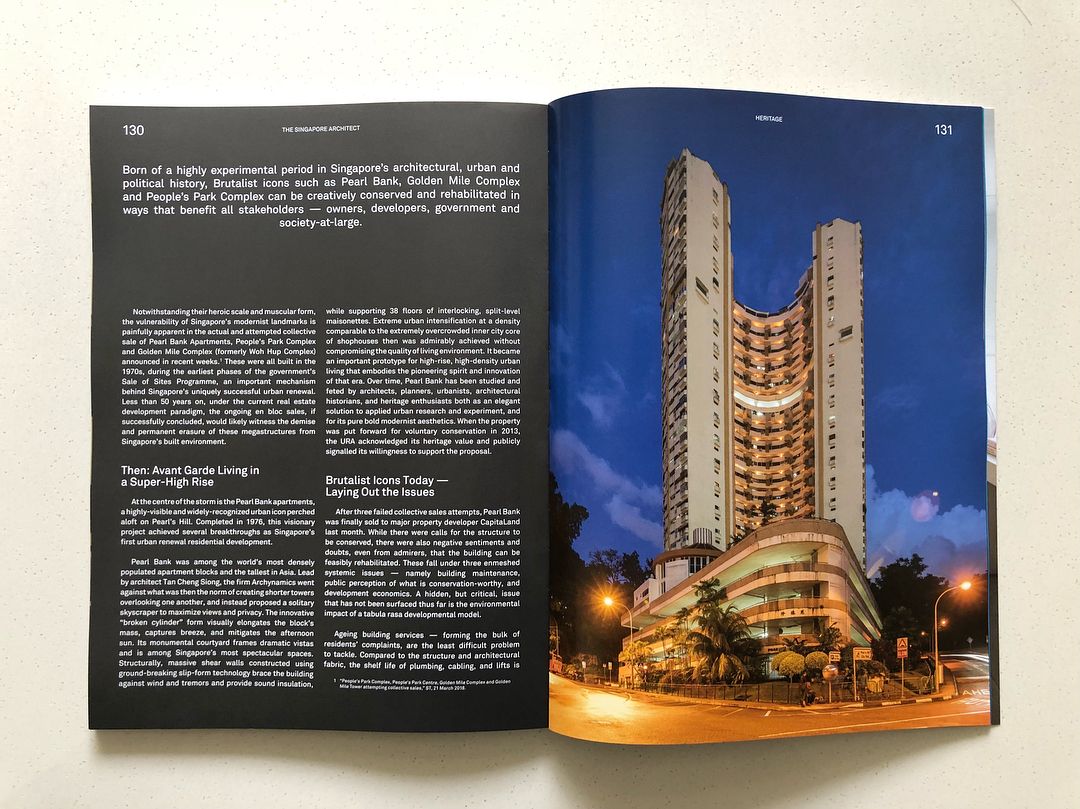 130
THE SINGAPORE ARCHITECT
Born of a highly experimental period in Singapore's architectural, urban and
political history, Brutalist icons such as Pearl Bank, Golden Mile Complex
and People's Park Complex can be creatively conserved and rehabilitated in
ways that benefit all stakeholders — owners, developers, government and
society-at-large.
Notwithstanding their heroic scale and muscular form,
the vulnerability of Singapore's modernist landmarks is
painfully apparent in the actual and attempted collective
sale of Pearl Bank Apartments, People's Park Complex
and Golden Mile Complex (formerly Woh Hup Complex)
announced in recent weeks.¹ These were all built in the
1970s, during the earliest phases of the government's
Sale of Sites Programme, an important mechanism
behind Singapore's uniquely successful urban renewal.
Less than 50 years on, under the current real estate
development paradigm, the ongoing en bloc sales, if
successfully concluded, would likely witness the demise
and permanent erasure of these megastructures from
Singapore's built environment.
Then: Avant Garde Living in
a Super-High Rise
At the centre of the storm is the Pearl Bank apartments,
a highly-visible and widely-recognized urban icon perched
aloft on Pearl's Hill. Completed in 1976, this visionary
project achieved several breakthroughs as Singapore's
first urban renewal residential development.
Pearl Bank was among the world's most densely
populated apartment blocks and the tallest in Asia. Lead
by architect Tan Cheng Siong, the firm Archynamics went
against what was then the norm of creating shorter towers
overlooking one another, and instead proposed a solitary
skyscraper to maximize views and privacy. The innovative
"broken cylinder" form visually elongates the block's
mass, captures breeze, and mitigates the afternoon
sun. Its monumental courtyard frames dramatic vistas
and is among Singapore's most spectacular spaces.
Structurally, massive shear walls constructed using
ground-breaking slip-form technology brace the building
against wind and tremors and provide sound insulation,
while supporting 38 floors of interlocking, split-level
maisonettes. Extreme urban intensification at a density
comparable to the extremely overcrowded inner city core
of shophouses then was admirably achieved without
compromising the quality of living environment. It became
an important prototype for high-rise, high-density urban
living that embodies the pioneering spirit and innovation
of that era. Over time, Pearl Bank has been studied and
feted by architects, planners, urbanists, architectural
historians, and heritage enthusiasts both as an elegant
solution to applied urban research and experiment, and
for its pure bold modernist aesthetics. When the property
was put forward for voluntary conservation in 2013,
the URA acknowledged its heritage value and publicly
signalled its willingness to support the proposal.
Brutalist Icons Today —
Laying Out the Issues
After three failed collective sales attempts, Pearl Bank
was finally sold to major property developer CapitaLand
last month. While there were calls for the structure to
be conserved, there were also negative sentiments and
doubts, even from admirers, that the building can be
feasibly rehabilitated. These fall under three enmeshed
systemic issues — namely building maintenance,
public perception of what is conservation-worthy, and
development economics. A hidden, but critical, issue
that has not been surfaced thus far is the environmental
impact of a tabula rasa developmental model.
Ageing building services — forming the bulk of
residents' complaints, are the least difficult problem
to tackle. Compared to the structure and architectural
fabric, the shelf life of plumbing, cabling, and lifts is
1 "People's Park Complex, People's Park Centre, Golden Mile Complex and Golden
Mile Tower attempting collective sales," ST, 21 March 2018.
HERITAGE
131
AHE